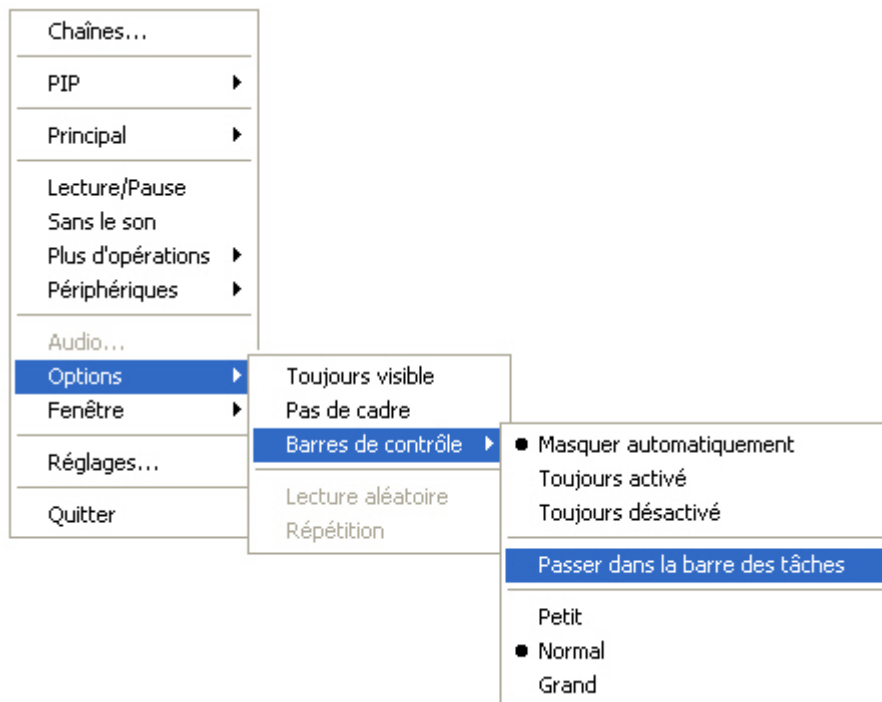 Chaînes...
PIP
Principal
Lecture/Pause
Sans le son
Plus d'opérations
Périphériques
Audio...
Options
Fenêtre
Réglages...
Quitter
Toujours visible
Pas de cadre
Barres de contrôle
Lecture aléatoire
Répétition
Masquer automatiquement
Toujours activé
Toujours désactivé
Passer dans la barre des tâches
Petit
Normal
Grand